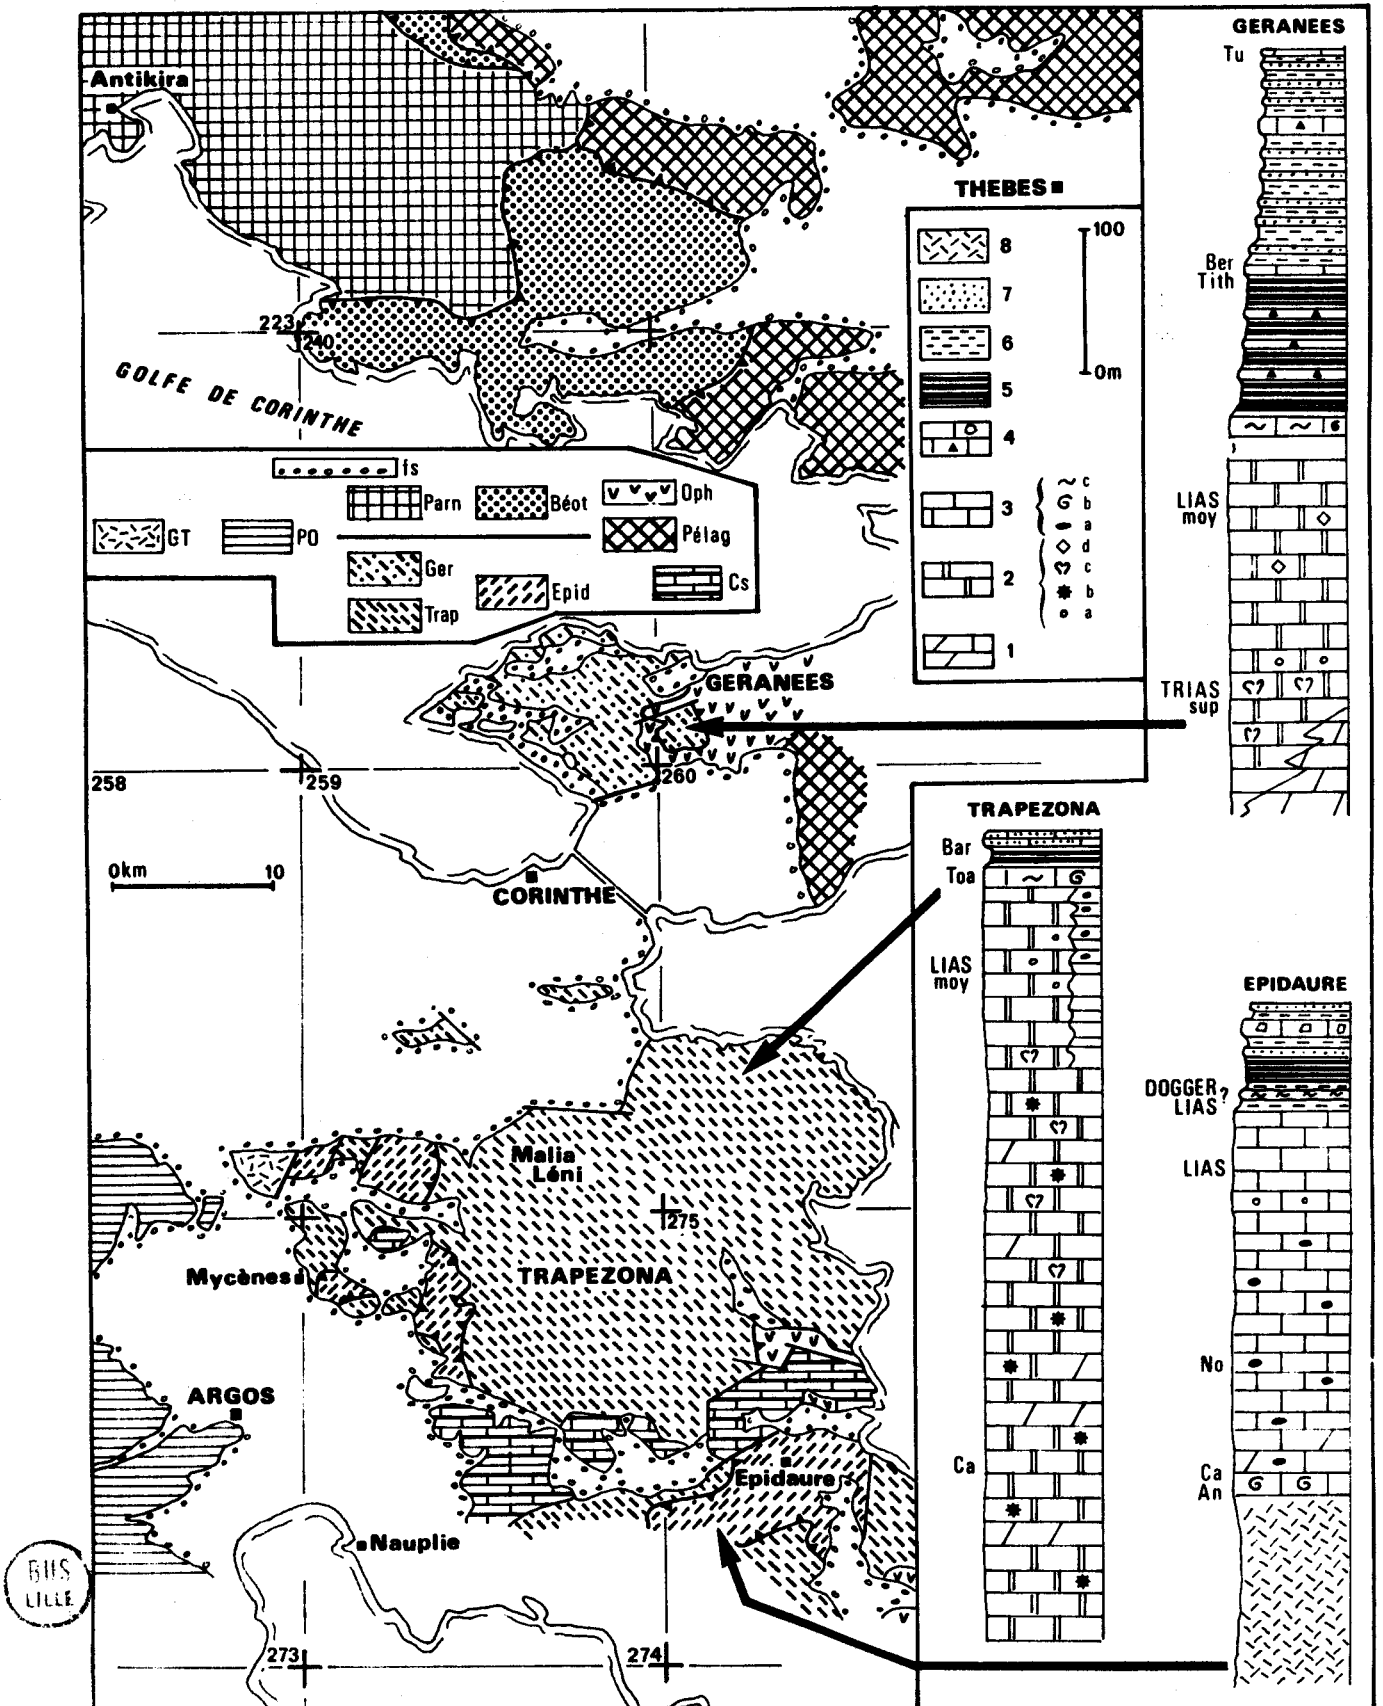 GERANEES
Tu
Ber
Tith
LIAS
moy
TRIAS
sup
Antikira
THEBES
8
7
6
5
4
3
2
1
100
0m
c
b
a
d
c
b
a
223
240
GOLFE DE CORINTHE
fs
Parn
Béot
Oph
GT
PO
Pélag
Ger
Epid
Cs
Trap
GERANEES
258
259
260
0km
10
CORINTHE
TRAPEZONA
Bar
Toa
LIAS
moy
Ca
EPIDAURE
DOGGER?
LIAS
LIAS
No
Ca
An
Malia
Léni
275
Mycènes
TRAPEZONA
ARGOS
Epidaure
Nauplie
273
274
BUS
LILLE